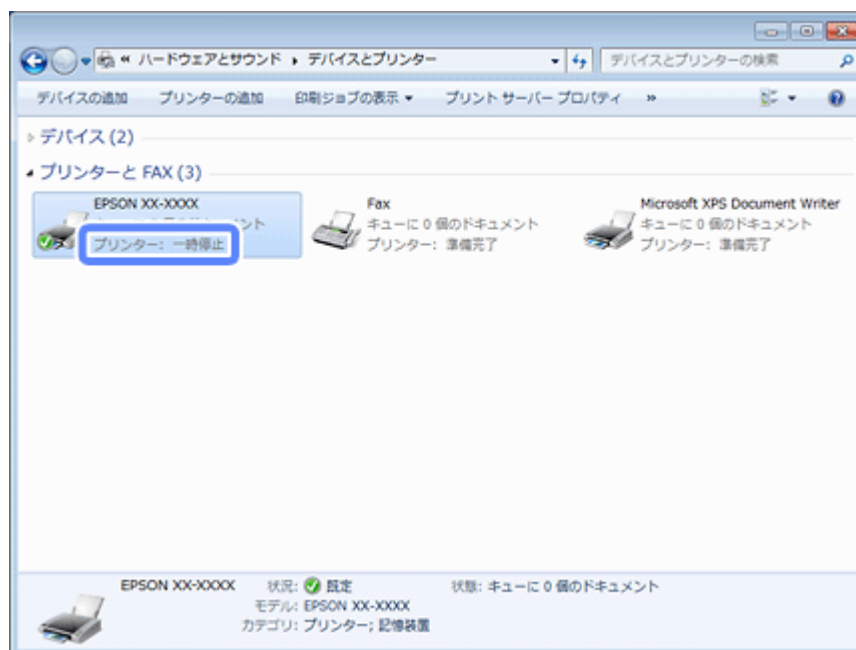 « ハードウェアとサウンド ▸ デバイスとプリンター
デバイスとプリンターの検索
デバイスの追加 プリンターの追加 印刷ジョブの表示 プリント サーバー プロパティ »
デバイス (2)
プリンターと FAX (3)
EPSON XX-XXXX
プリンター: 一時停止
Fax
キューに 0 個のドキュメント
プリンター: 準備完了
Microsoft XPS Document Writer
キューに 0 個のドキュメント
プリンター: 準備完了
EPSON XX-XXXX 状況: 既定 状態: キューに 0 個のドキュメント
モデル: EPSON XX-XXXX
カテゴリ: プリンター; 記憶装置